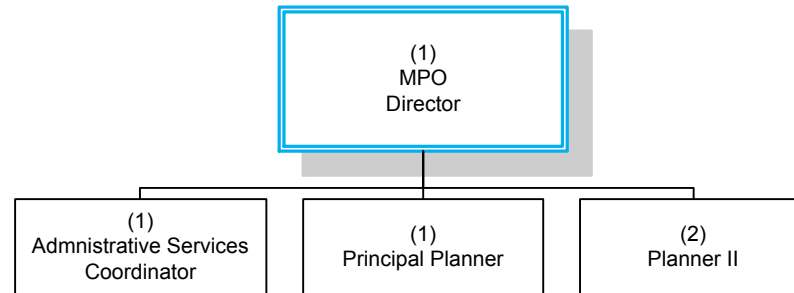 (1)
MPO
Director
(1)
Admnistrative Services
Coordinator
(1)
Principal Planner
(2)
Planner II